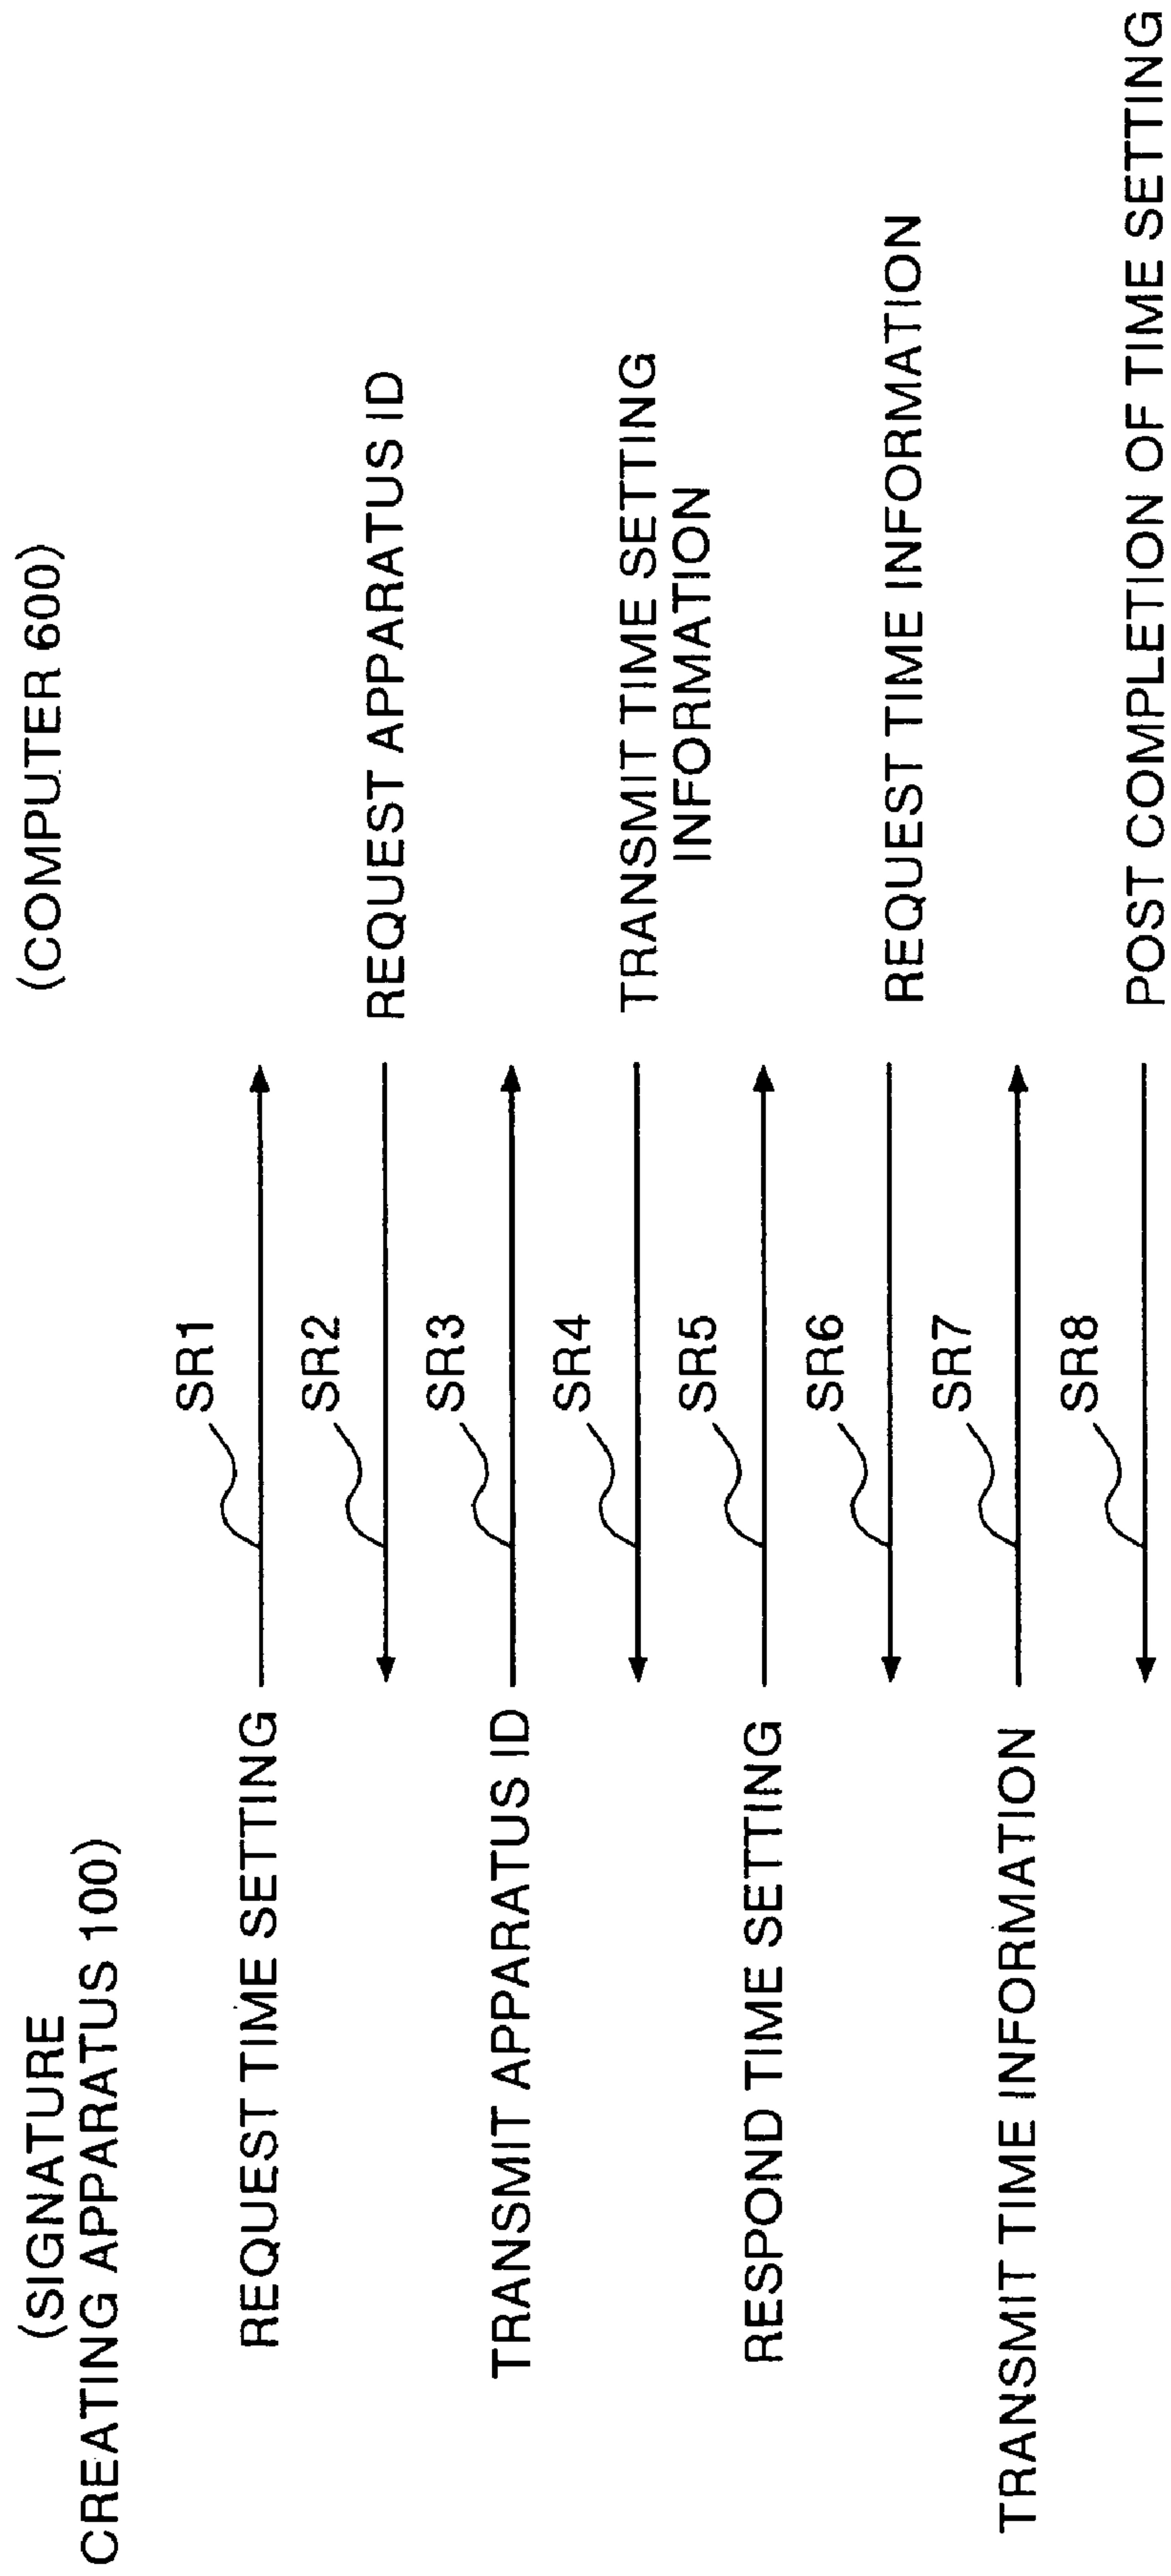 (SIGNATURE
CREATING APPARATUS 100)
(COMPUTER 600)
REQUEST TIME SETTING
SR1
SR2
REQUEST APPARATUS ID
TRANSMIT APPARATUS ID
SR3
SR4
TRANSMIT TIME SETTING
INFORMATION
RESPOND TIME SETTING
SR5
SR6
REQUEST TIME INFORMATION
TRANSMIT TIME INFORMATION
SR7
SR8
POST COMPLETION OF TIME SETTING